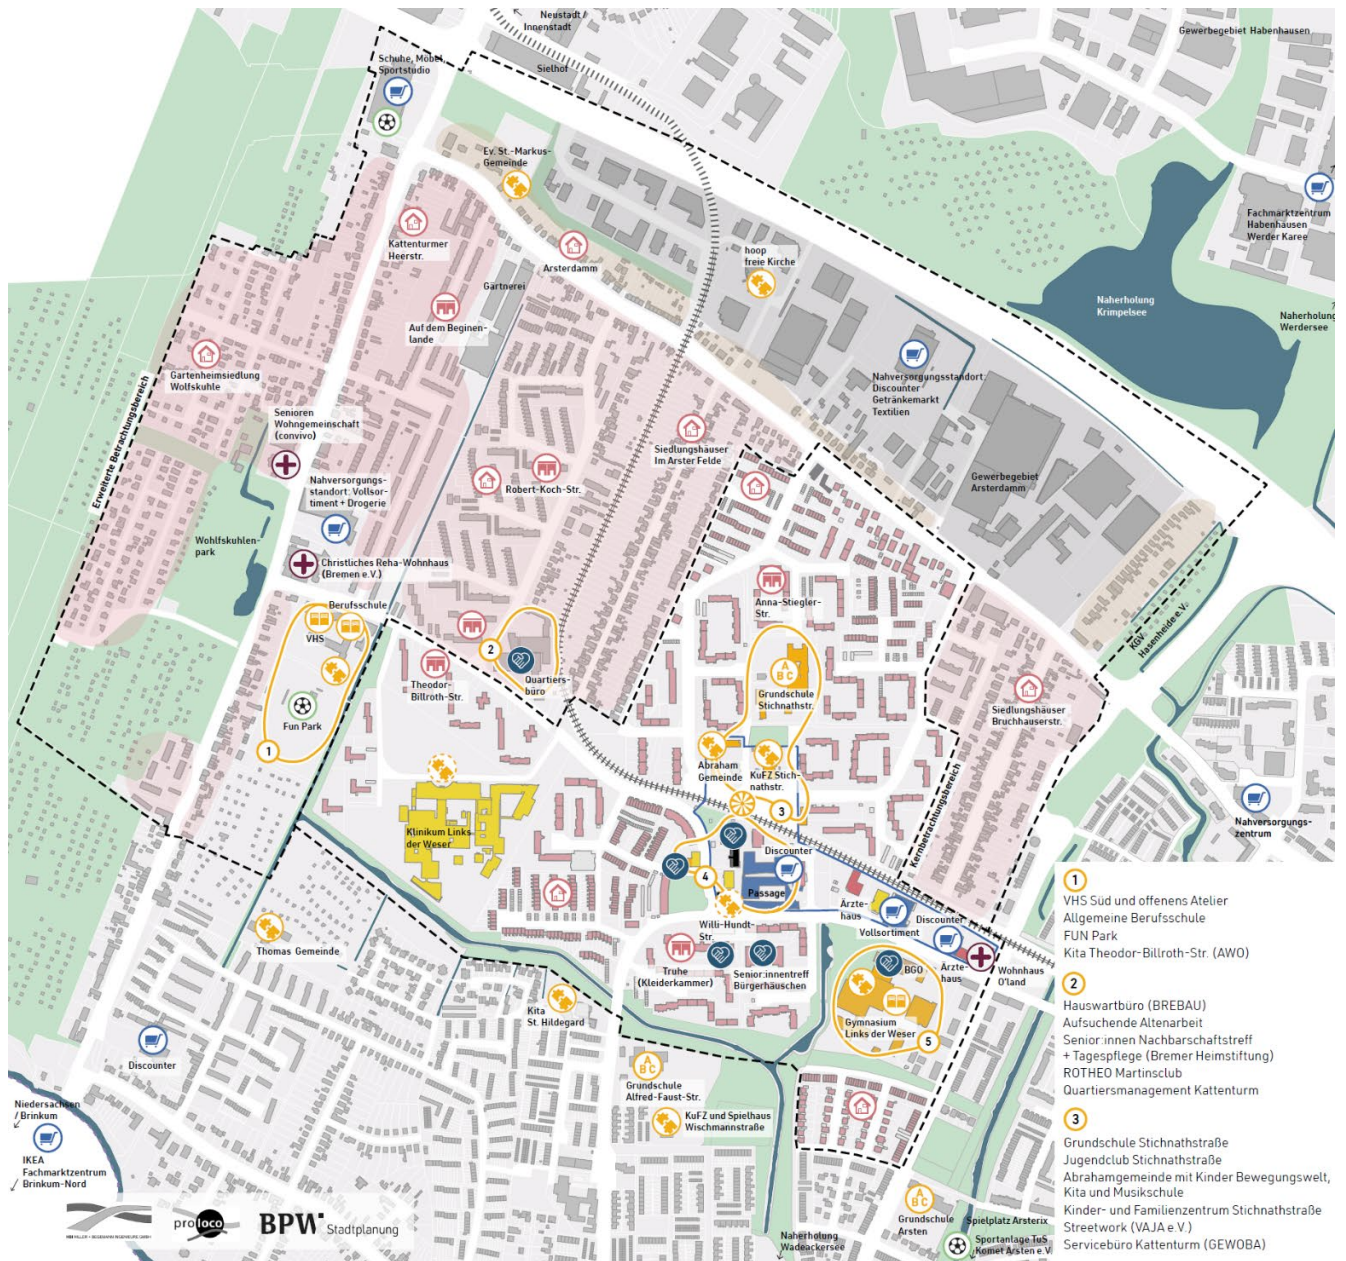 Neustadt /
Innenstadt
Gewerbegebiet Habenhausen
Schuhe, Möbel,
Sportstudio
Sielhof
Ev. St.-Markus-
Gemeinde
Fachmarktzentrum
Habenhausen
Werder Karee
Kattenturmer
Heerstr.
Arsterdamm
hoop
freie Kirche
Gärtnerei
Naherholung
Krimpelsee
Naherholung
Werdersee
Auf dem Beginen-
lande
Gartenheimsiedlung
Wolfskuhle
Nahversorgungsstandort:
Discounter
Getränkemarkt
Textilien
Erweiterte Betrachtungsbereich
Senioren
Wohngemeinschaft
(convivo)
Siedlungshäuser
Im Arster Felde
Nahversorgungs-
standort: Vollsor-
timent + Drogerie
Robert-Koch-Str.
Gewerbegebiet
Arsterdamm
Wohlfskuhlen-
park
Christliches Reha-Wohnhaus
(Bremen e.V.)
Anna-Stiegler-
Str.
Berufsschule
VHS
KGV
Hasenheide e.V.
2
Quartiers-
büro
Theodor-
Billroth-Str.
A
B C
Grundschule
Stichnathstr.
Siedlungshäuser
Bruchhauserstr.
Fun Park
1
Abraham
Gemeinde
KuFZ Stich-
nathstr.
Kernbetrachtungsbereich
3
Nahversorgungs-
zentrum
Klinikum Links
der Weser
Discounter
4
Passage
Ärzte-
haus
Discounter
Vollsortiment
Willi-Hundt-
Str.
Thomas Gemeinde
Truhe
(Kleiderkammer)
Senior:innentreff
Bürgerhäuschen
BGO
Ärzte-
haus
Wohnhaus
O'land
Kita
St. Hildegard
Gymnasium
Links der Weser
5
Discounter
A
B C
Grundschule
Alfred-Faust-Str.
KuFZ und Spielhaus
Wischmannstraße
Niedersachsen
/ Brinkum
IKEA
Fachmarktzentrum
Brinkum-Nord
A
B C
Grundschule
Arsten
Spielplatz Arsterix
Sportanlage TuS
Komet Arsten e.V
Naherholung
Wadeackersee
proloco
BPW Stadtplanung
1
VHS Süd und offenens Atelier
Allgemeine Berufsschule
FUN Park
Kita Theodor-Billroth-Str. (AWO)
2
Hauswartbüro (BREBAU)
Aufsuchende Altenarbeit
Senior:innen Nachbarschaftstreff
+ Tagespflege (Bremer Heimstiftung)
ROTHEO Martinsclub
Quartiersmanagement Kattenturm
3
Grundschule Stichnathstraße
Jugendclub Stichnathstraße
Abrahamgemeinde mit Kinder Bewegungswelt,
Kita und Musikschule
Kinder- und Familienzentrum Stichnathstraße
Streetwork (VAJA e.V.)
Servicebüro Kattenturm (GEWOBA)